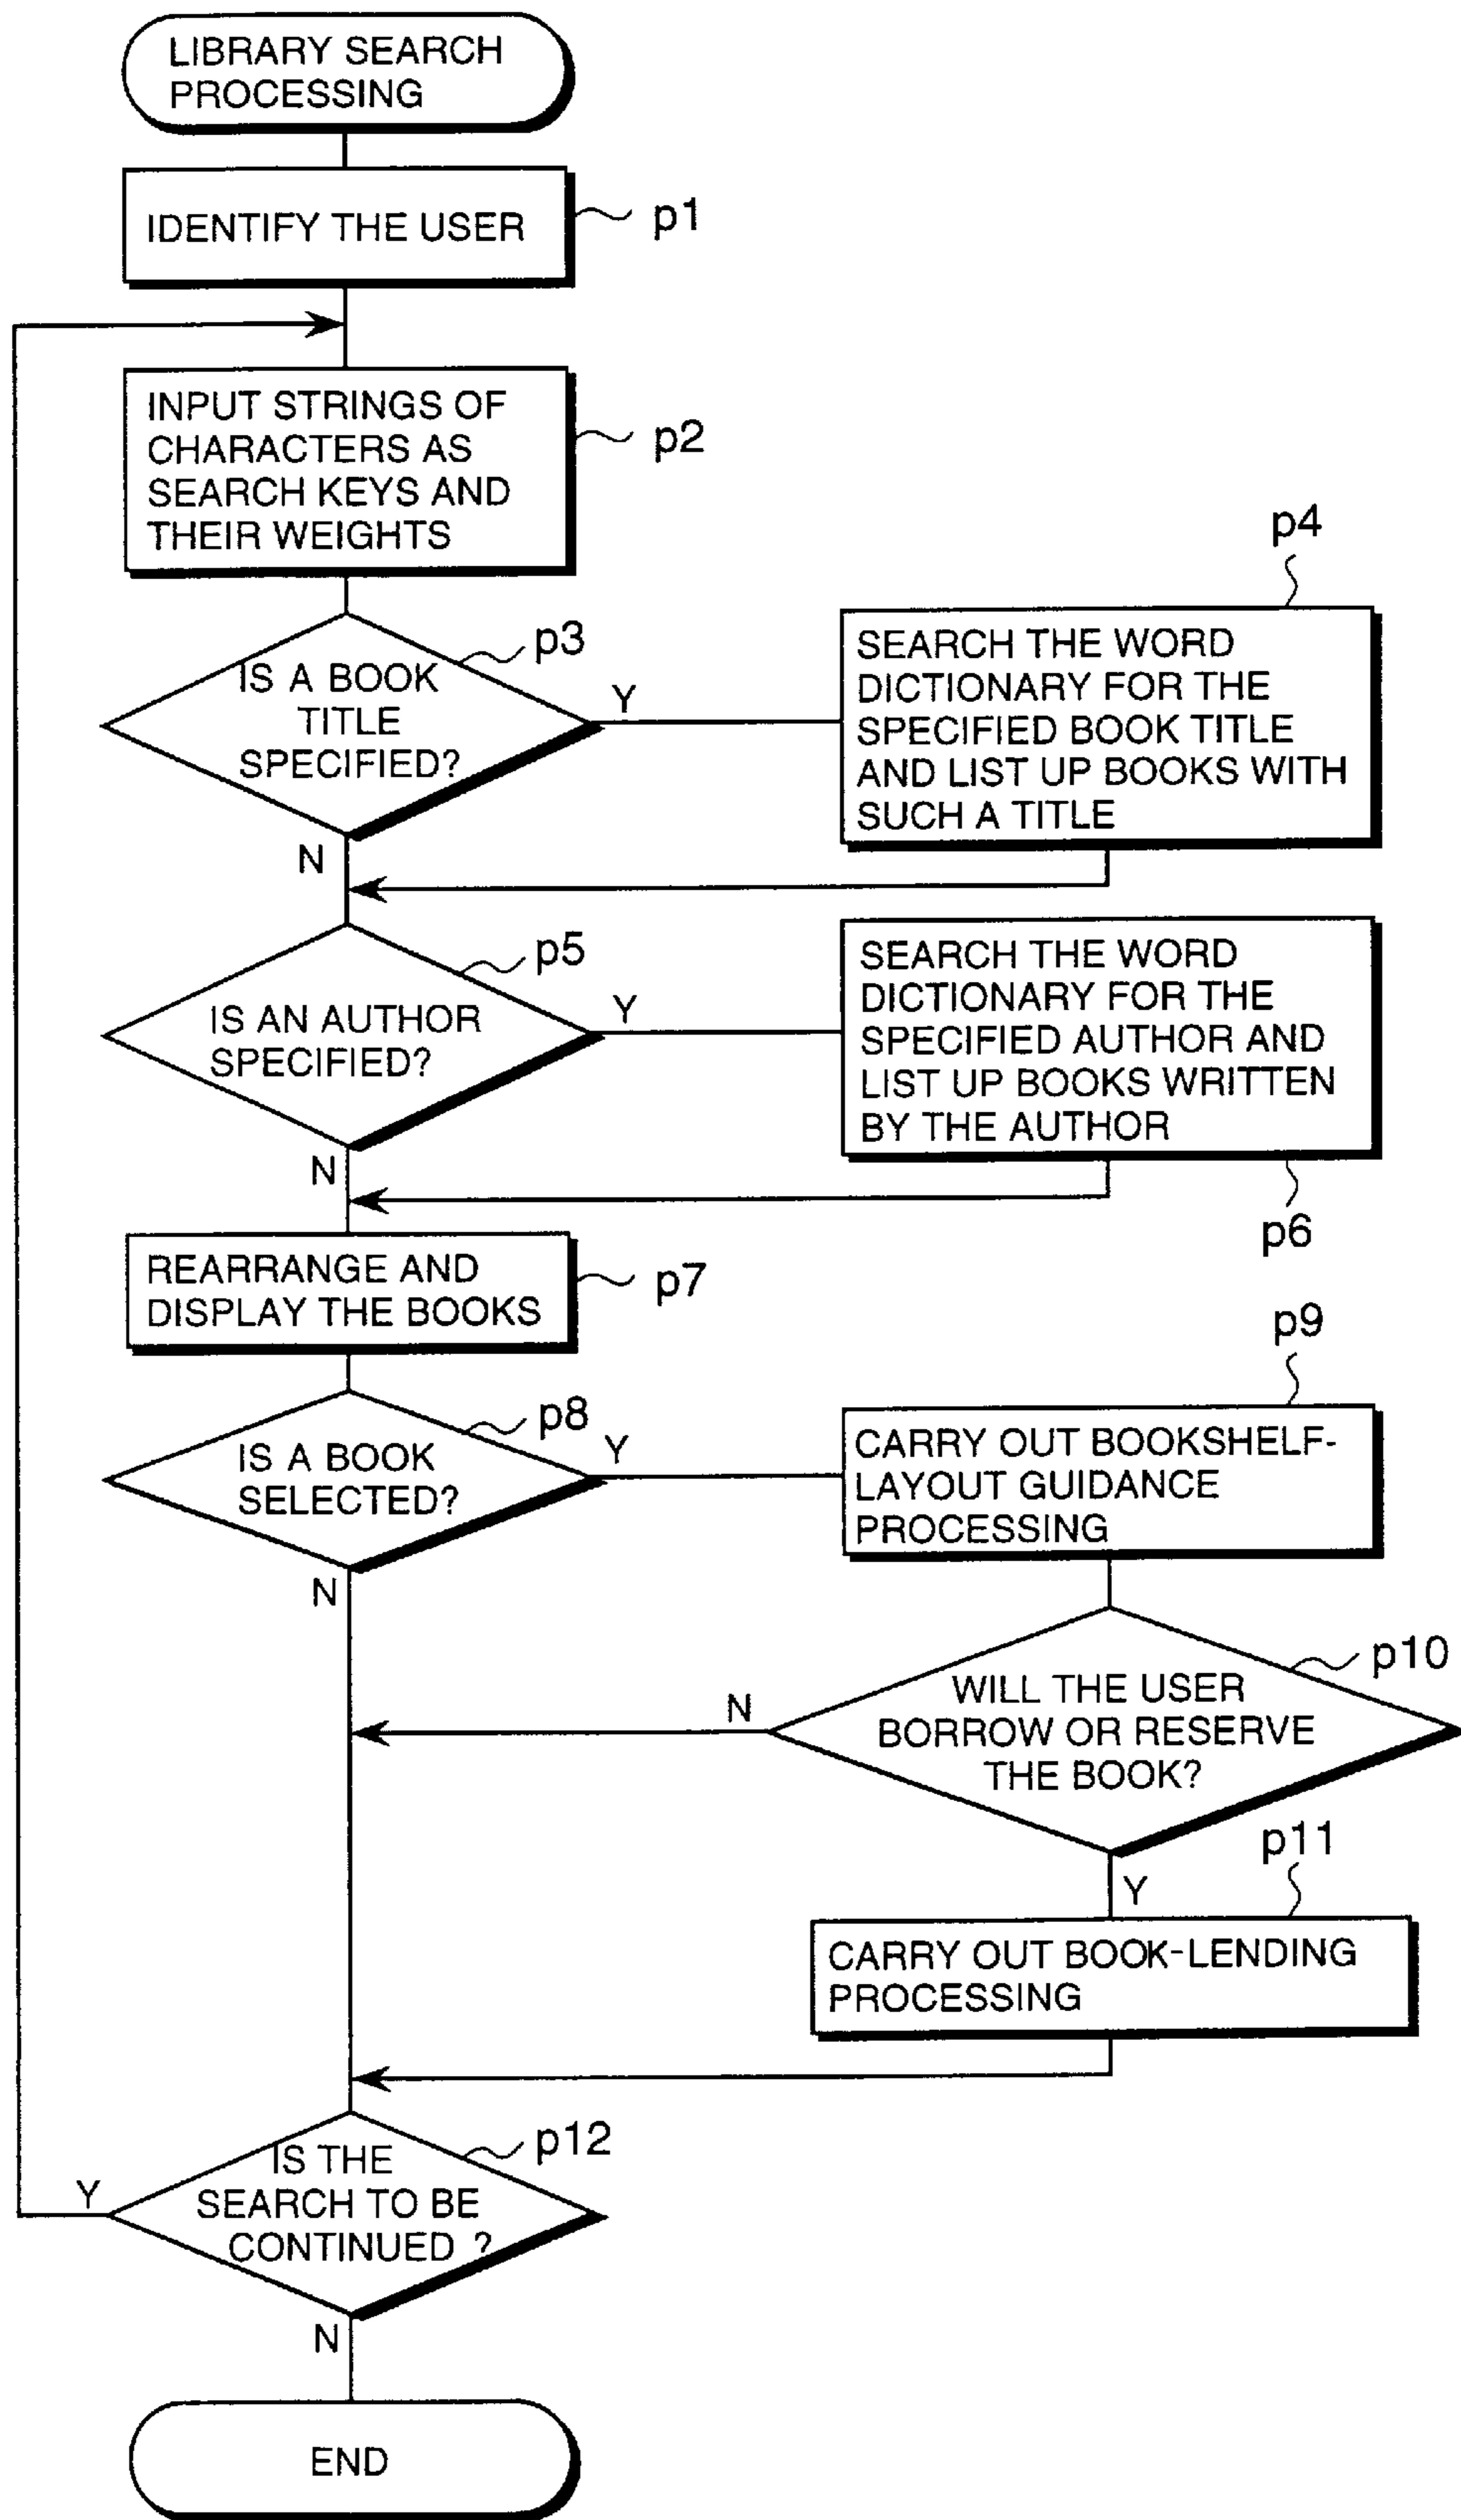 LIBRARY SEARCH
PROCESSING
IDENTIFY THE USER
p1
INPUT STRINGS OF
CHARACTERS AS
SEARCH KEYS AND
THEIR WEIGHTS
p2
IS A BOOK
TITLE
SPECIFIED?
p3
Y
N
p4
SEARCH THE WORD
DICTIONARY FOR THE
SPECIFIED BOOK TITLE
AND LIST UP BOOKS WITH
SUCH A TITLE
IS AN AUTHOR
SPECIFIED?
p5
Y
N
SEARCH THE WORD
DICTIONARY FOR THE
SPECIFIED AUTHOR AND
LIST UP BOOKS WRITTEN
BY THE AUTHOR
p6
REARRANGE AND
DISPLAY THE BOOKS
p7
IS A BOOK
SELECTED?
p8
Y
N
p9
CARRY OUT BOOKSHELF-
LAYOUT GUIDANCE
PROCESSING
WILL THE USER
BORROW OR RESERVE
THE BOOK?
p10
N
Y
p11
CARRY OUT BOOK-LENDING
PROCESSING
IS THE
SEARCH TO BE
CONTINUED ?
p12
Y
N
END